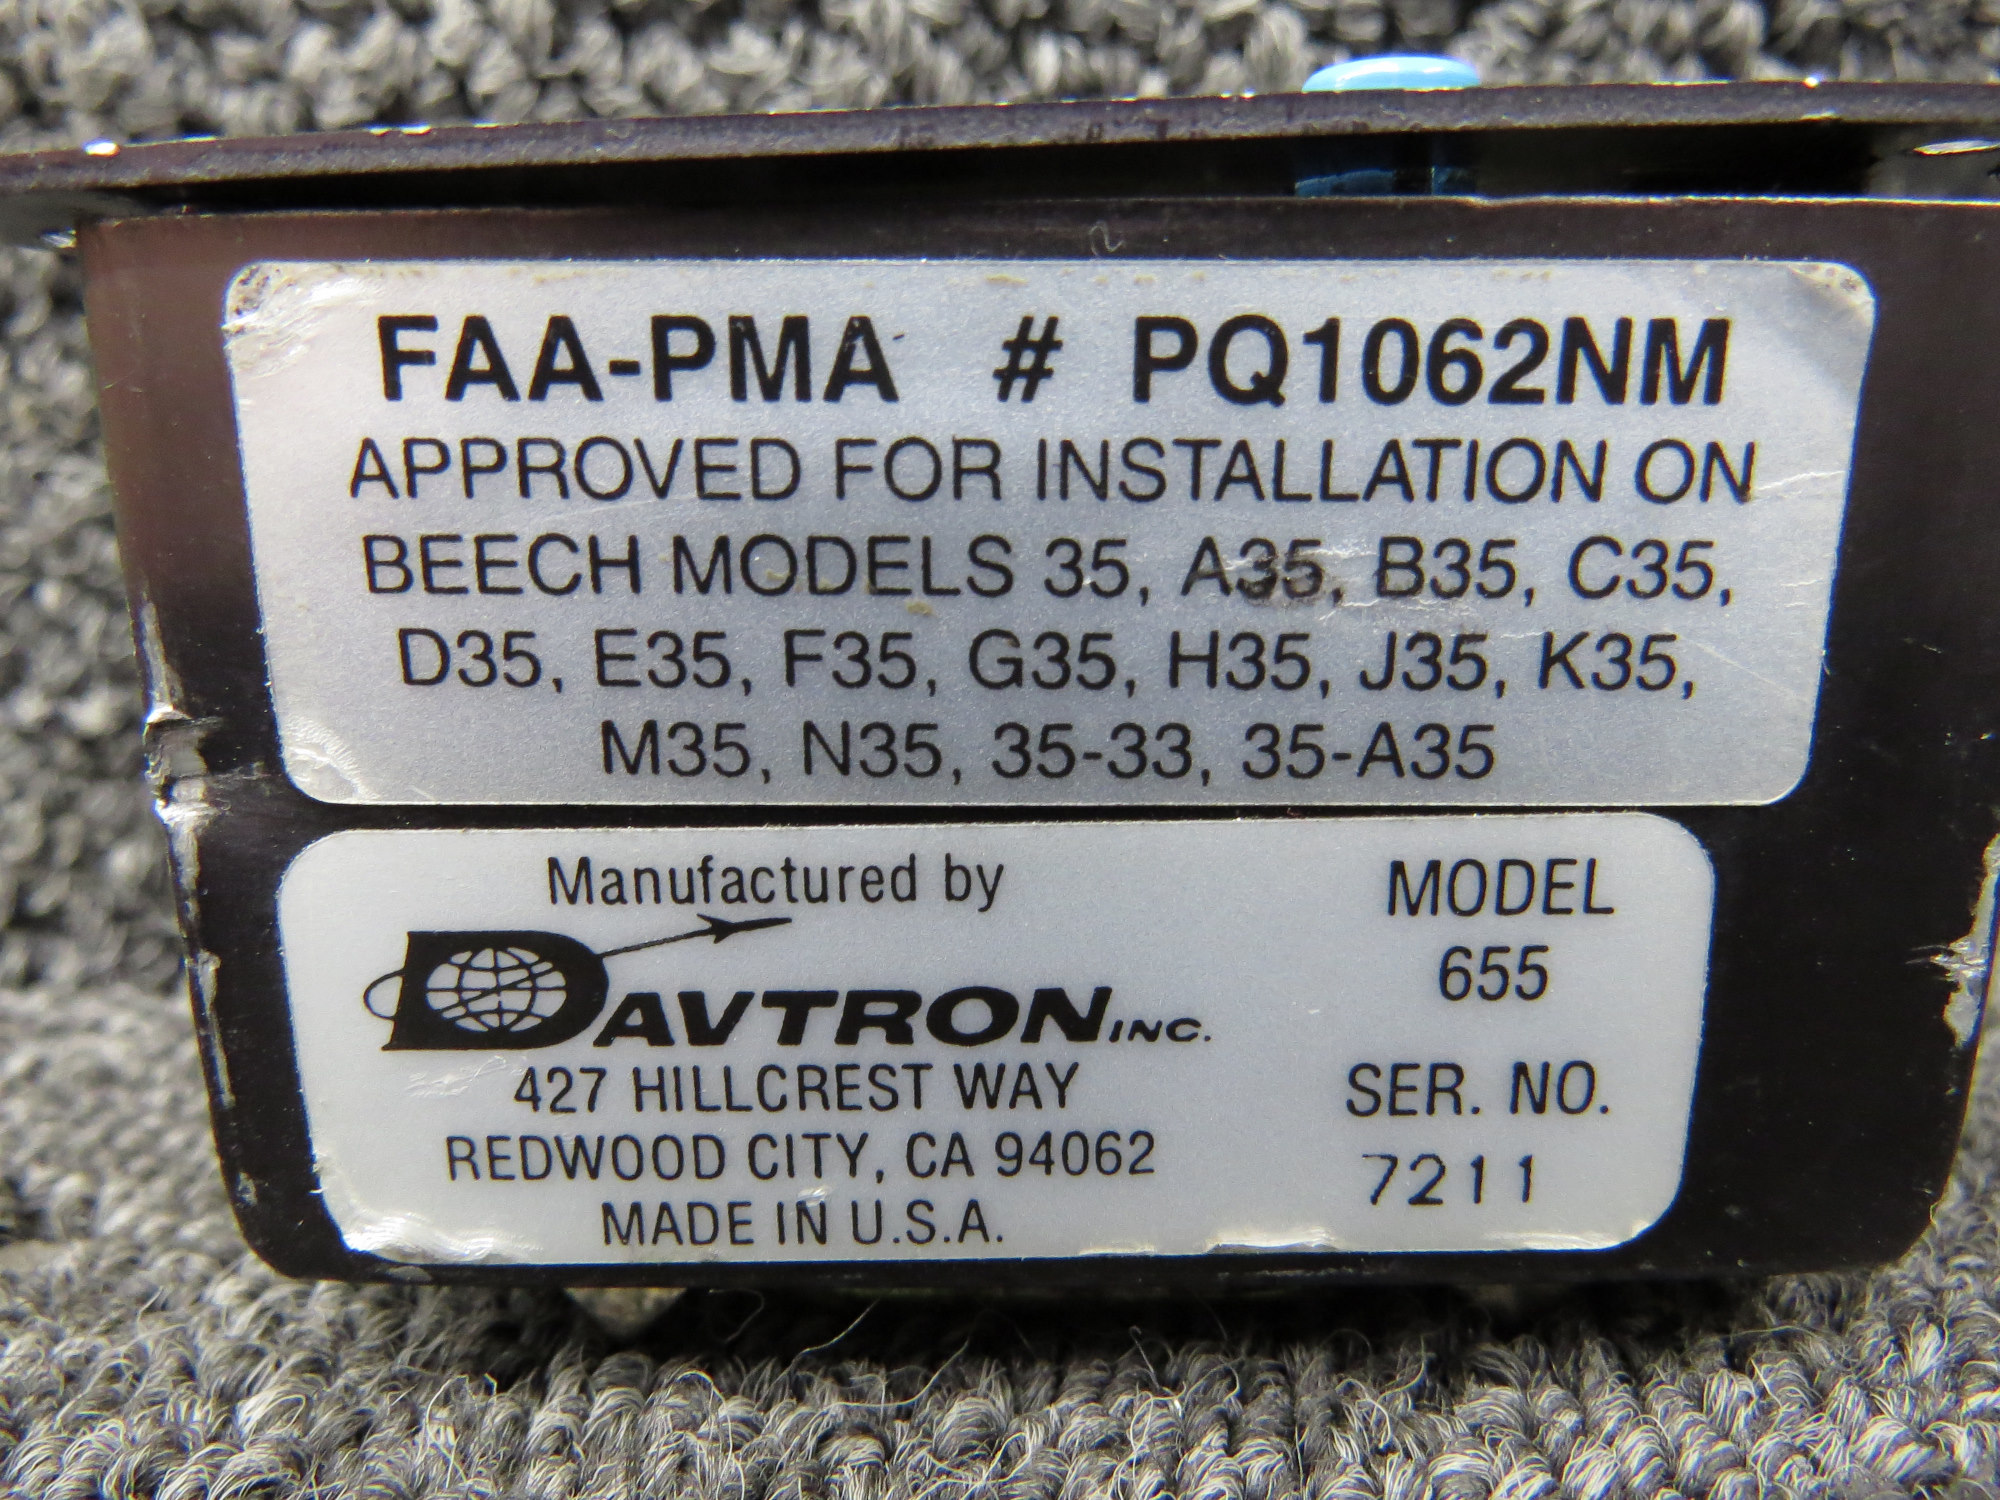 FAA-PMA # PQ1062NM
APPROVED FOR INSTALLATION ON
BEECH MODELS 35, A35, B35, C35,
D35, E35, F35, G35, H35, J35, K35,
M35, N35, 35-33, 35-A35
Manufactured by
DAVTRON INC.
427 HILLCREST WAY
REDWOOD CITY, CA 94062
MADE IN U.S.A.
MODEL
655
SER. NO.
7211